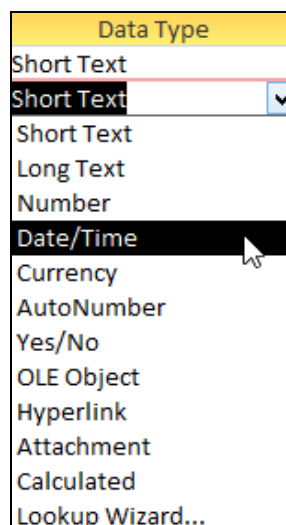 Data Type
Short Text
Short Text
Short Text
Long Text
Number
Date/Time
Currency
AutoNumber
Yes/No
OLE Object
Hyperlink
Attachment
Calculated
Lookup Wizard...